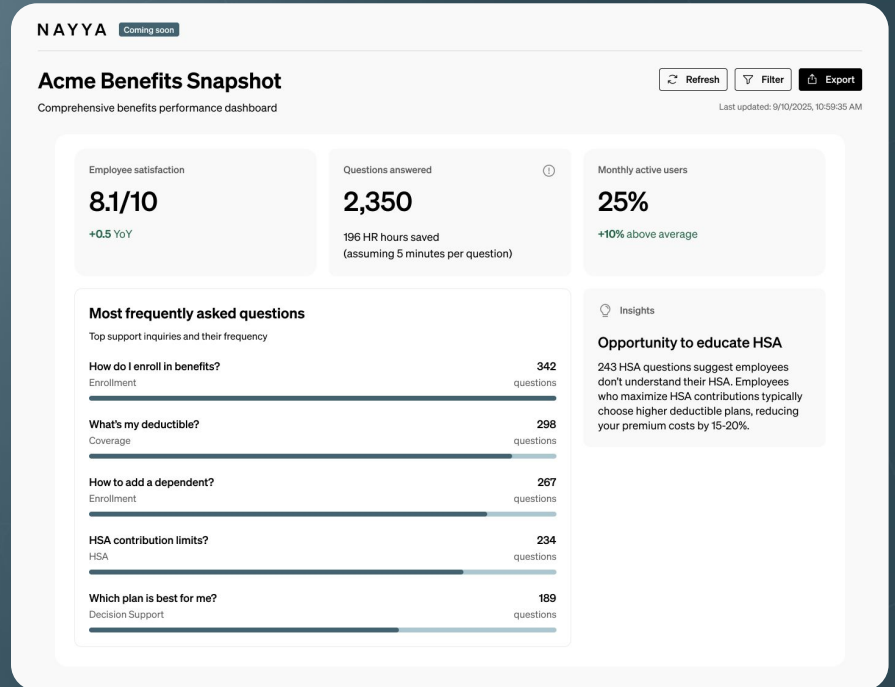 NAYYA
Coming soon
Acme Benefits Snapshot
Refresh
Filter
Export
Comprehensive benefits performance dashboard
Last updated: 9/10/2025, 10:59:35 AM
Employee satisfaction
8.1/10
+0.5 YoY
Questions answered
2,350
196 HR hours saved
(assuming 5 minutes per question)
Monthly active users
25%
+10% above average
Most frequently asked questions
Top support inquiries and their frequency
How do I enroll in benefits? 342
Enrollment questions
What's my deductible? 298
Coverage questions
How to add a dependent? 267
Enrollment questions
HSA contribution limits? 234
HSA questions
Which plan is best for me? 189
Decision Support questions
Insights
Opportunity to educate HSA
243 HSA questions suggest employees
don't understand their HSA. Employees
who maximize HSA contributions typically
choose higher deductible plans, reducing
your premium costs by 15-20%.